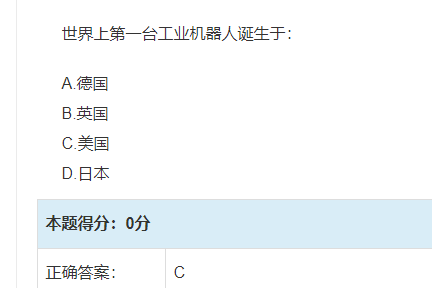 世界上第一台工业机器人诞生于：
A.德国
B.英国
C.美国
D.日本
本题得分：0分
正确答案： C